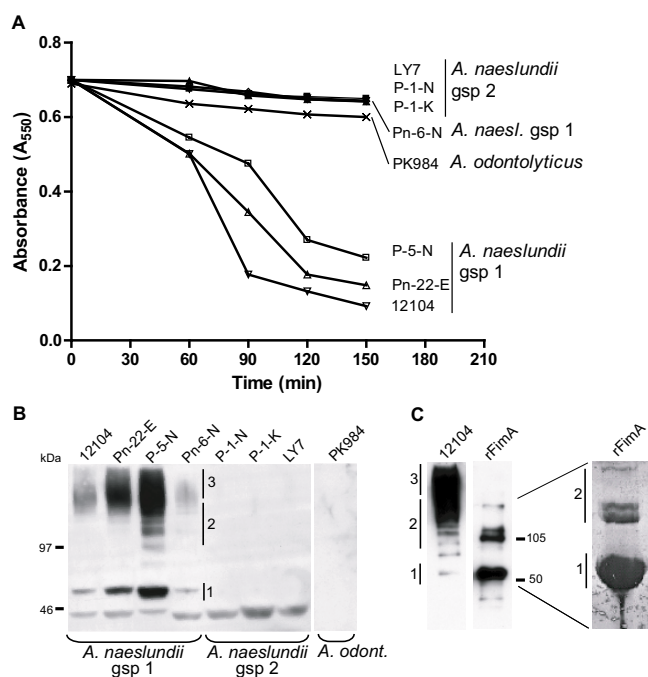 A
Absorbance (A550)
0.8
0.6
0.4
0.2
0.0
0 30 60 90 120 150 180 210
Time (min)
LY7
P-1-N
P-1-K
A. naeslundii
gsp 2
Pn-6-N A. naesl. gsp 1
PK984 A. odontolyticus
P-5-N
Pn-22-E
12104
A. naeslundii
gsp 1
B
kDa
12104
Pn-22-E
P-5-N
Pn-6-N
P-1-N
P-1-K
LY7
PK984
97
46
3
2
1
A. naeslundii
gsp 1
A. naeslundii
gsp 2
A. odont.
C
12104
rFimA
rFimA
3
2
1
105
50
2
1